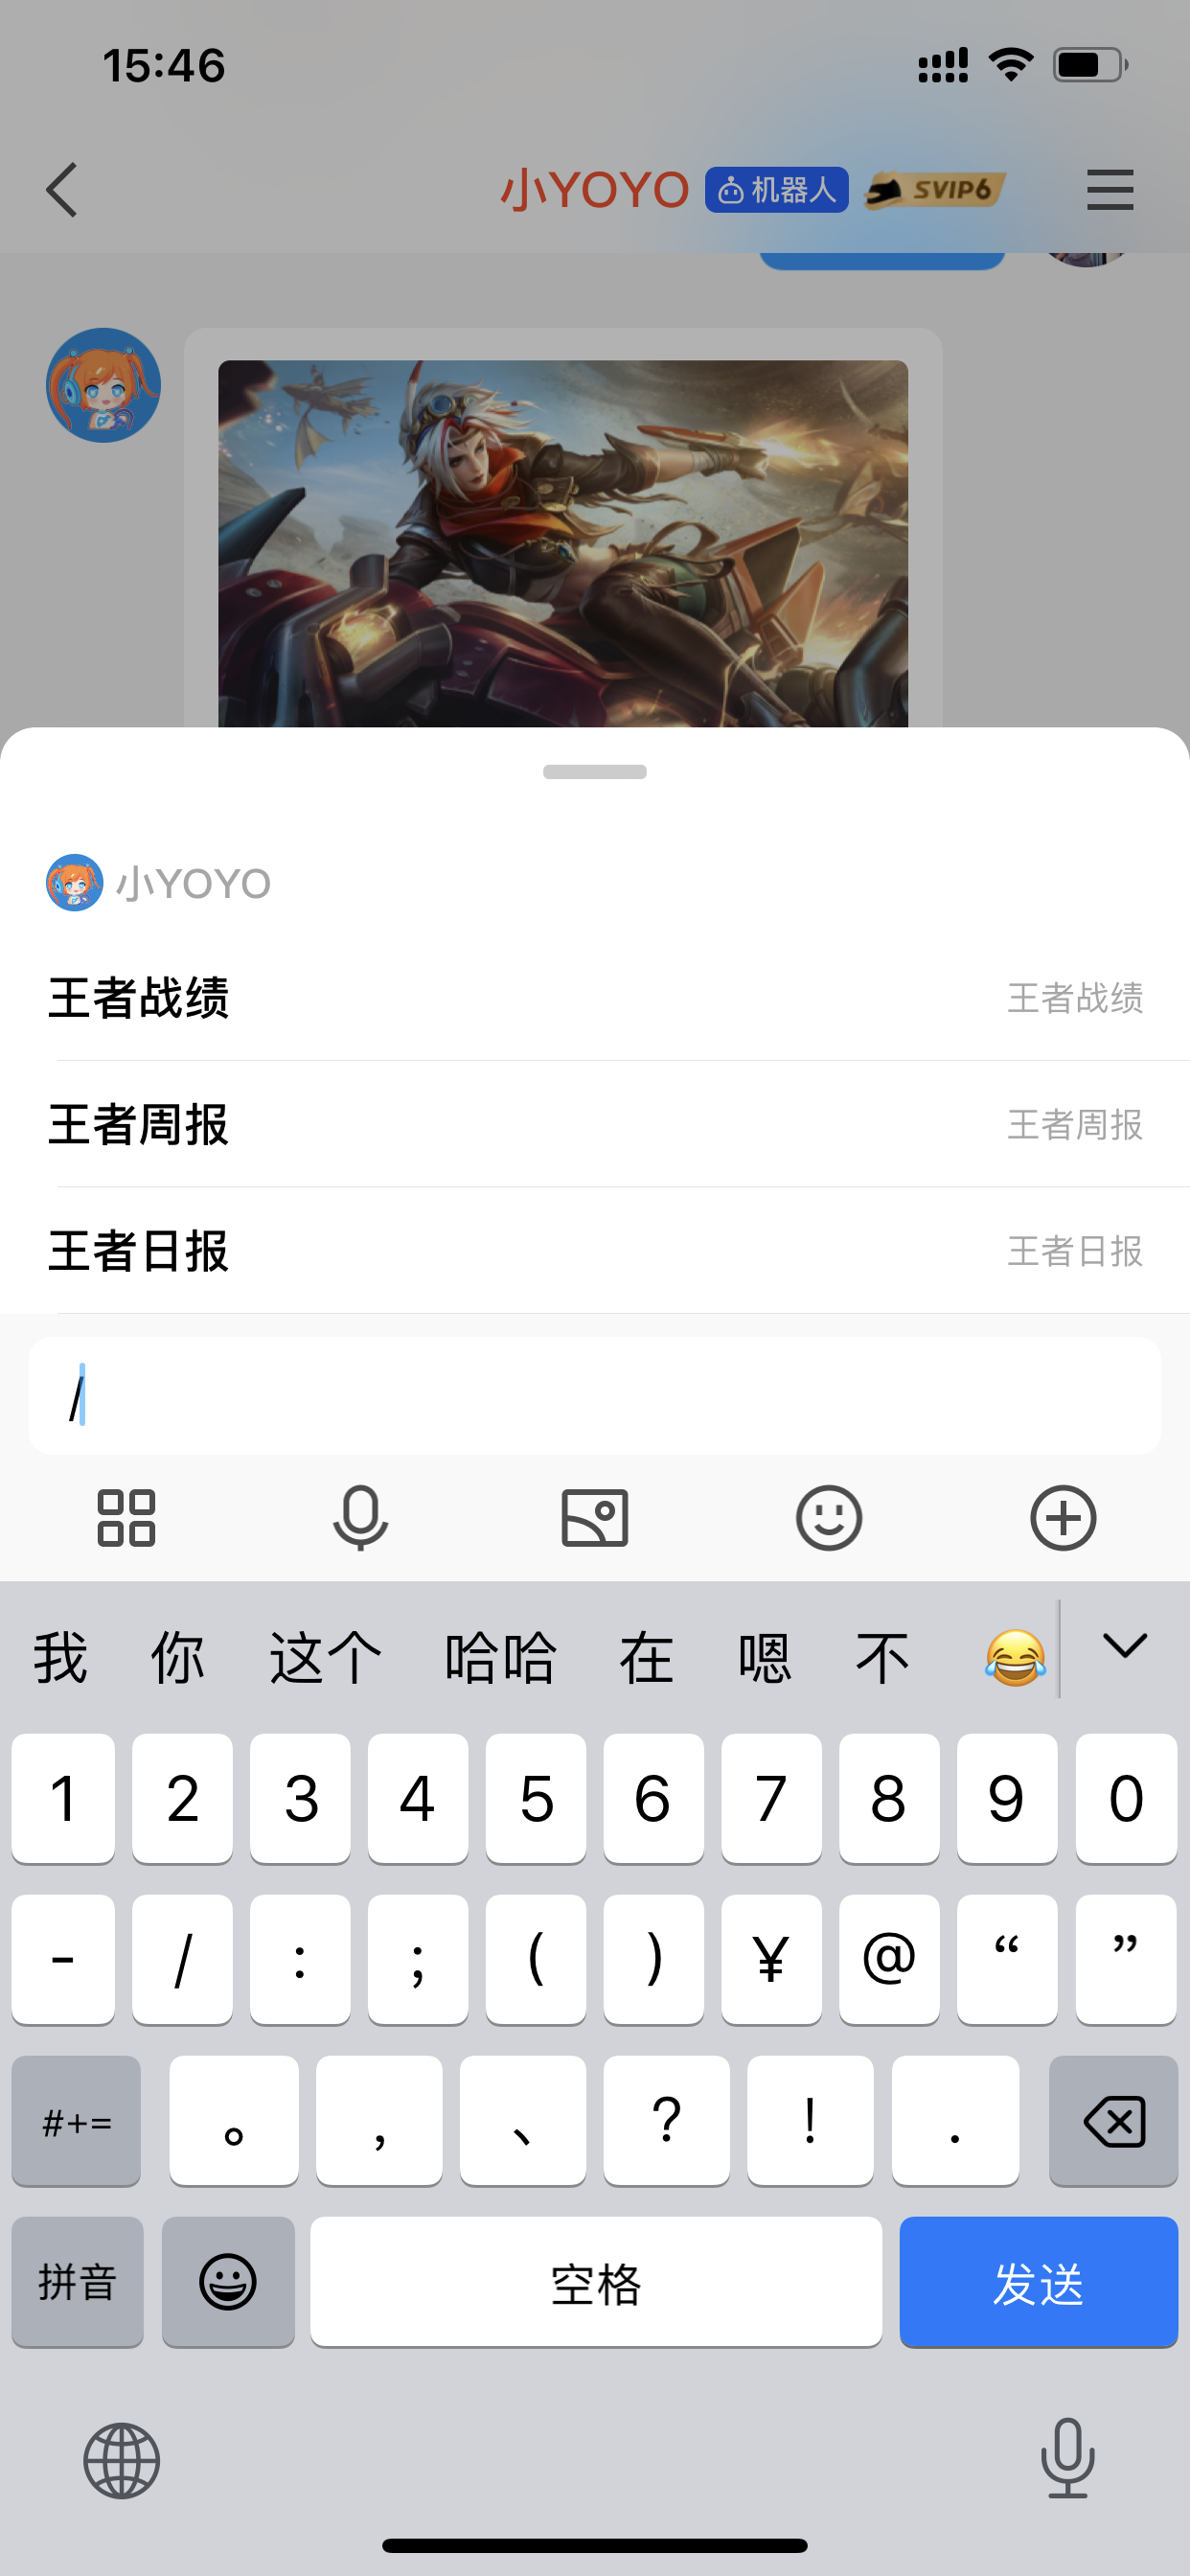 15:46
小YOYO 机器人 SVIP6
小YOYO
王者战绩 王者战绩
王者周报 王者周报
王者日报 王者日报
/
我 你 这个 哈哈 在 嗯 不 😂
1 2 3 4 5 6 7 8 9 0
- / : ; ( ) ¥ @ “ ”
#+= 。 , 、 ? ! .
拼音 空格 发送